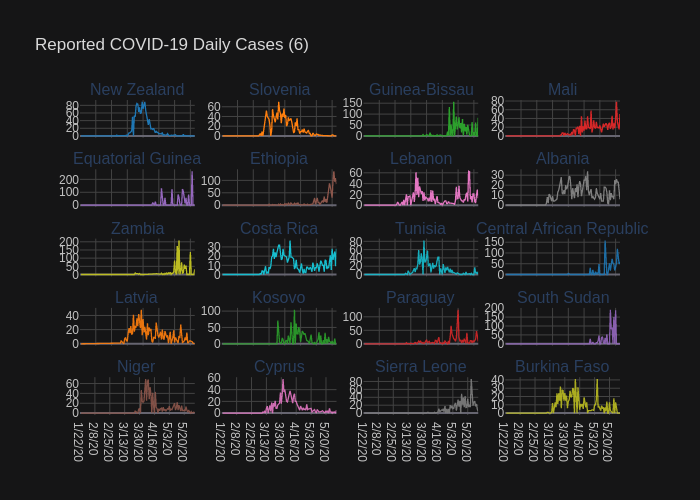 Reported COVID-19 Daily Cases (6)
New Zealand Slovenia Guinea-Bissau Mali
80 60 40 20 0 60 40 20 0 150 100 50 0 80 60 40 20 0
Equatorial Guinea Ethiopia Lebanon Albania
200 100 0 100 50 0 60 40 20 0 30 20 10 0
Zambia Costa Rica Tunisia Central African Republic
200 150 100 50 0 30 20 10 0 80 60 40 20 0 150 100 50 0
Latvia Kosovo Paraguay South Sudan
40 20 0 100 50 0 100 50 0 200 150 100 50 0
Niger Cyprus Sierra Leone Burkina Faso
60 40 20 0 60 40 20 0 80 60 40 20 0 40 30 20 10 0
1/22/20 2/8/20 2/25/20 3/13/20 3/30/20 4/16/20 5/3/20 5/20/20 1/22/20 2/8/20 2/25/20 3/13/20 3/30/20 4/16/20 5/3/20 5/20/20 1/22/20 2/8/20 2/25/20 3/13/20 3/30/20 4/16/20 5/3/20 5/20/20 1/22/20 2/8/20 2/25/20 3/13/20 3/30/20 4/16/20 5/3/20 5/20/20